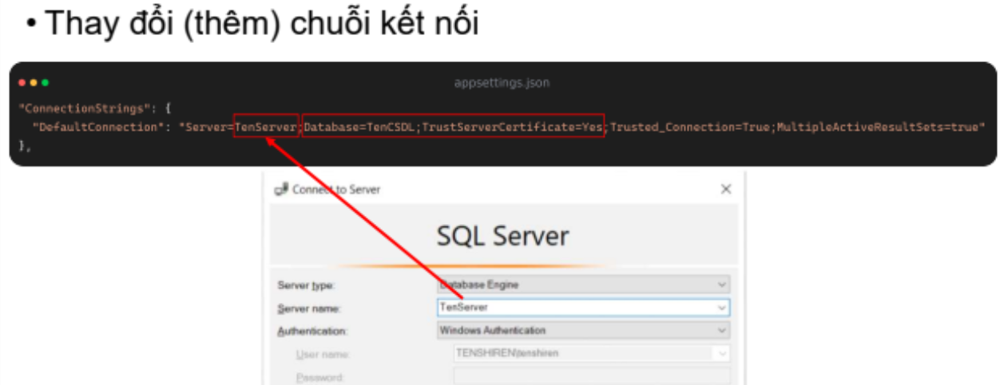 • Thay đổi (thêm) chuỗi kết nối
appsettings.json
"ConnectionStrings": {
"DefaultConnection": "Server=TenServer;Database=TenCSDL;TrustServerCertificate=Yes;Trusted_Connection=True;MultipleActiveResultSets=true"
},
Connect to Server
SQL Server
Server type: Database Engine
Server name: TenServer
Authentication: Windows Authentication
User name: TENSHIREN\tenshiren
Password: